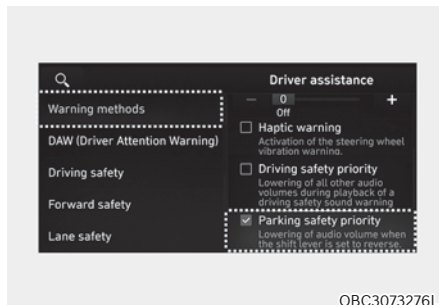 Driver assistance
Warning methods
DAW (Driver Attention Warning)
Driving safety
Forward safety
Lane safety
− 0 +
Off
Haptic warning
Activation of the steering wheel
vibration warning.
Driving safety priority
Lowering of all other audio
volumes during playback of a
driving safety sound warning
Parking safety priority
Lowering of audio volume when
the shift lever is set to reverse.
OBC3073276L